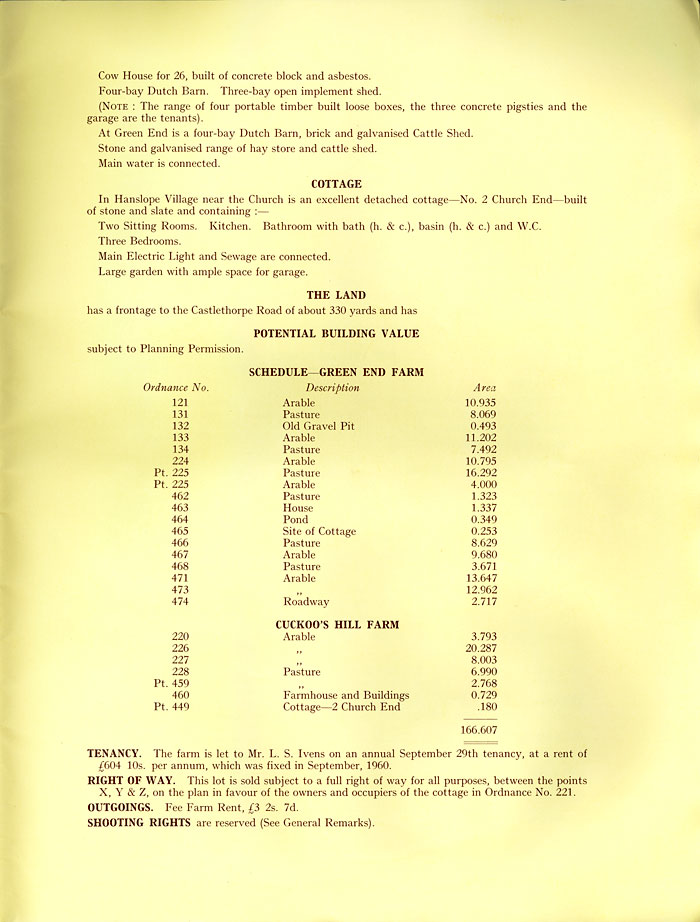 Cow House for 26, built of concrete block and asbestos.
Four-bay Dutch Barn. Three-bay open implement shed.
(NOTE : The range of four portable timber built loose boxes, the three concrete pigsties and the
garage are the tenants).
At Green End is a four-bay Dutch Barn, brick and galvanised Cattle Shed.
Stone and galvanised range of hay store and cattle shed.
Main water is connected.
COTTAGE
In Hanslope Village near the Church is an excellent detached cottage—No. 2 Church End—built
of stone and slate and containing :—
Two Sitting Rooms. Kitchen. Bathroom with bath (h. & c.), basin (h. & c.) and W.C.
Three Bedrooms.
Main Electric Light and Sewage are connected.
Large garden with ample space for garage.
THE LAND
has a frontage to the Castlethorpe Road of about 330 yards and has
POTENTIAL BUILDING VALUE
subject to Planning Permission.
SCHEDULE—GREEN END FARM
Ordnance No. Description Area
121 Arable 10.935
131 Pasture 8.069
132 Old Gravel Pit 0.493
133 Arable 11.202
134 Pasture 7.492
224 Arable 10.795
Pt. 225 Pasture 16.292
Pt. 225 Arable 4.000
462 Pasture 1.323
463 House 1.337
464 Pond 0.349
465 Site of Cottage 0.253
466 Pasture 8.629
467 Arable 9.680
468 Pasture 3.671
471 Arable 13.647
473 ,, 12.962
474 Roadway 2.717
CUCKOO'S HILL FARM
220 Arable 3.793
226 ,, 20.287
227 ,, 8.003
228 Pasture 6.990
Pt. 459 ,, 2.768
460 Farmhouse and Buildings 0.729
Pt. 449 Cottage—2 Church End .180
166.607
TENANCY. The farm is let to Mr. L. S. Ivens on an annual September 29th tenancy, at a rent of
£604 10s. per annum, which was fixed in September, 1960.
RIGHT OF WAY. This lot is sold subject to a full right of way for all purposes, between the points
X, Y & Z, on the plan in favour of the owners and occupiers of the cottage in Ordnance No. 221.
OUTGOINGS. Fee Farm Rent, £3 2s. 7d.
SHOOTING RIGHTS are reserved (See General Remarks).